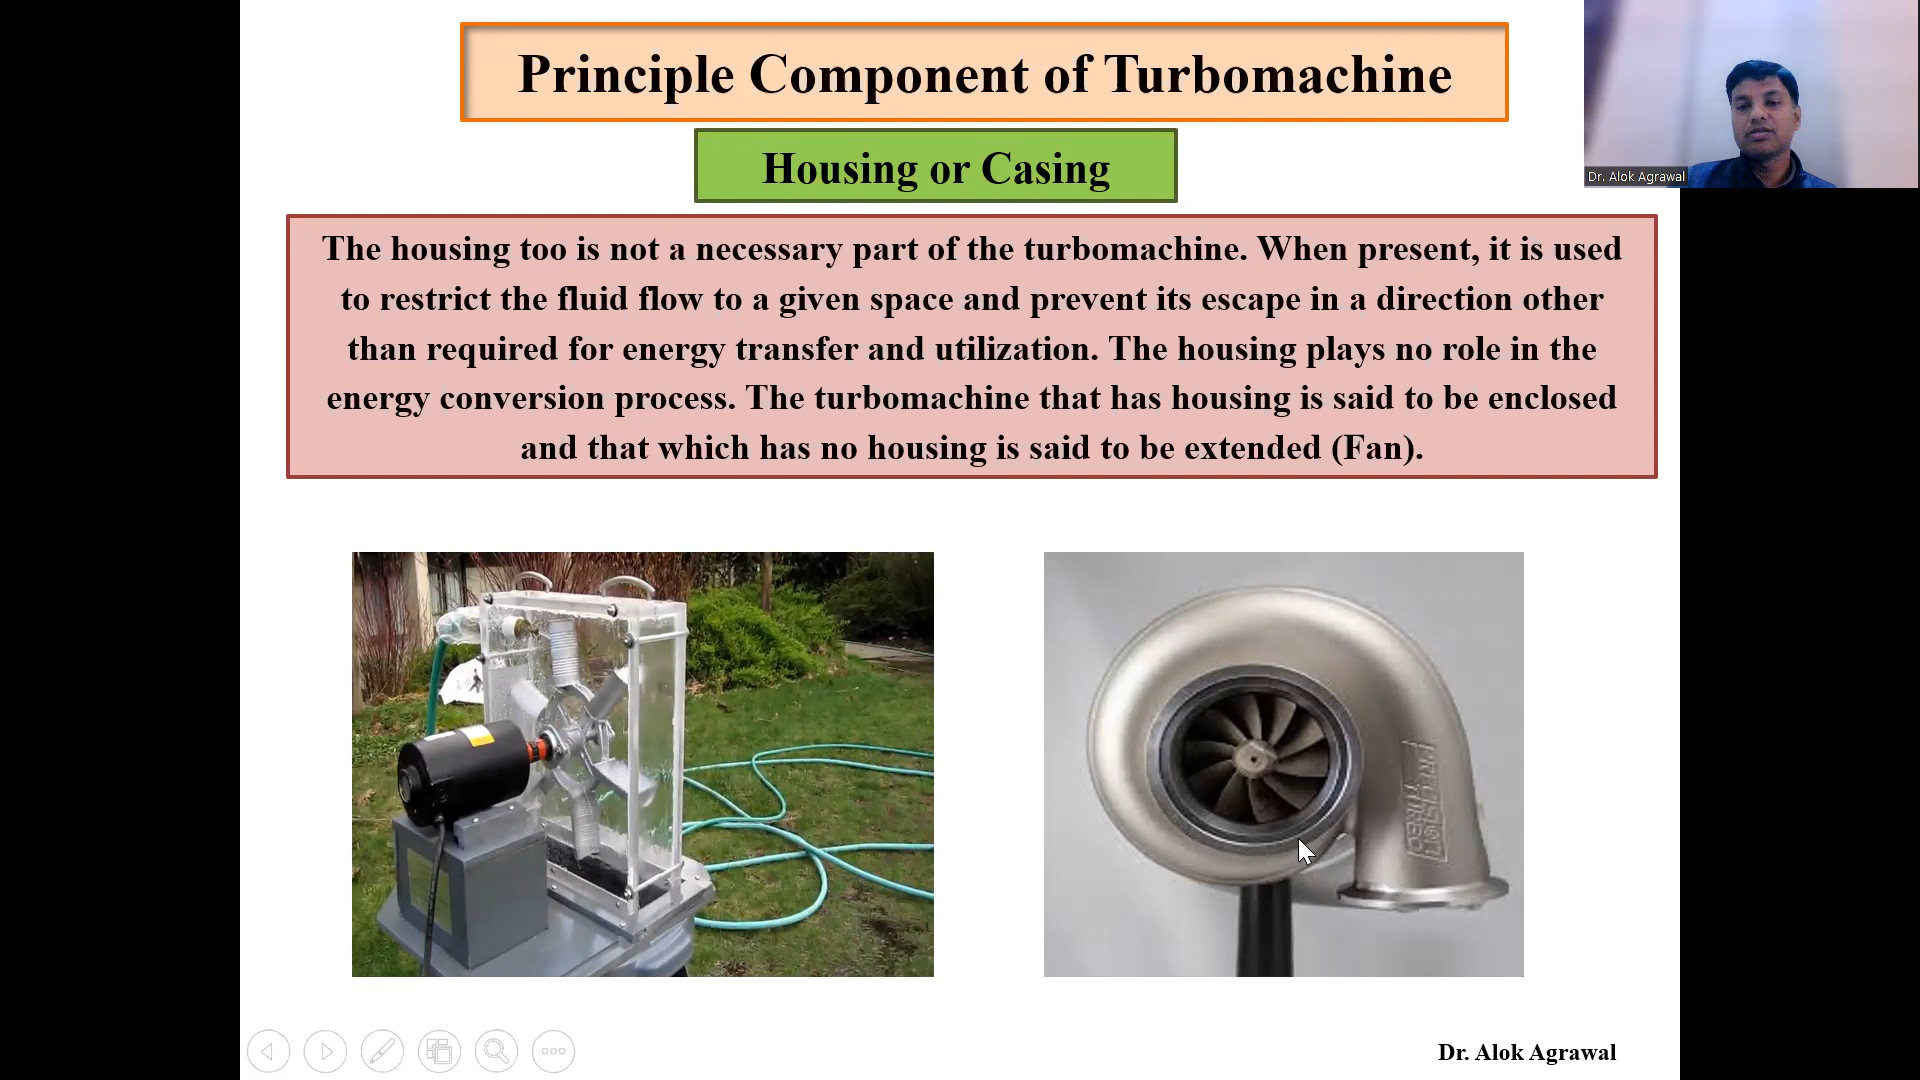 Principle Component of Turbomachine
Housing or Casing
Dr. Alok Agrawal
The housing too is not a necessary part of the turbomachine. When present, it is used
to restrict the fluid flow to a given space and prevent its escape in a direction other
than required for energy transfer and utilization. The housing plays no role in the
energy conversion process. The turbomachine that has housing is said to be enclosed
and that which has no housing is said to be extended (Fan).
PRECISION
TURBO
Dr. Alok Agrawal